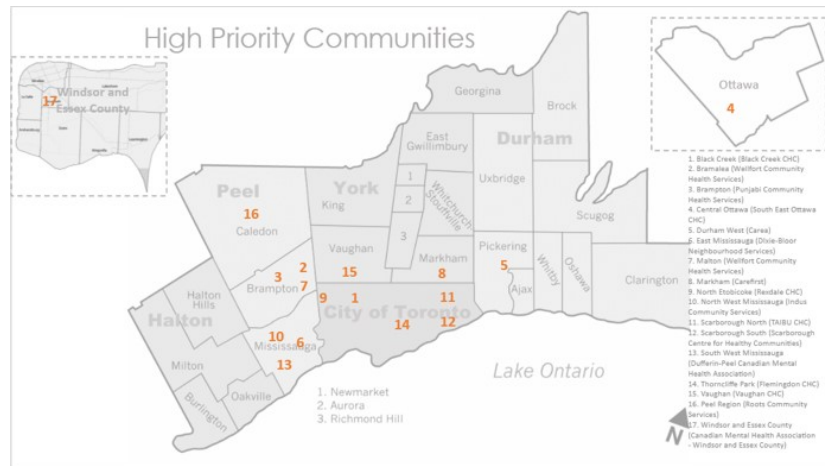 High Priority Communities
Windsor and
Essex County
17
Ottawa
4
Georgina
Brock
East
Gwillimbury
Durham
Uxbridge
Scugog
Peel
16
Caledon
York
King
1
2
3
Whitchurch-
Stouffville
Vaughan
15
Markham
8
Pickering
5
Ajax
Whitby
Oshawa
Clarington
3
2
Brampton
7
9
1
11
City of Toronto
14
12
Halton
Halton
Hills
Milton
Burlington
Oakville
10
6
Mississauga
13
Lake Ontario
1. Newmarket
2. Aurora
3. Richmond Hill
1. Black Creek (Black Creek CHC)
2. Bramalea (Wellfort Community
Health Services)
3. Brampton (Punjabi Community
Health Services)
4. Central Ottawa (South East Ottawa
CHC)
5. Durham West (Carea)
6. East Mississauga (Dixie-Bloor
Neighbourhood Services)
7. Malton (Wellfort Community
Health Services)
8. Markham (Carefirst)
9. North Etobicoke (Rexdale CHC)
10. North West Mississauga (Indus
Community Services)
11. Scarborough North (TAIBU CHC)
12. Scarborough South (Scarborough
Centre for Healthy Communities)
13. South West Mississauga
(Dufferin-Peel Canadian Mental
Health Association)
14. Thorncliffe Park (Flemingdon CHC)
15. Vaughan (Vaughan CHC)
16. Peel Region (Roots Community
Services)
17. Windsor and Essex County
(Canadian Mental Health Association
- Windsor and Essex County)
N